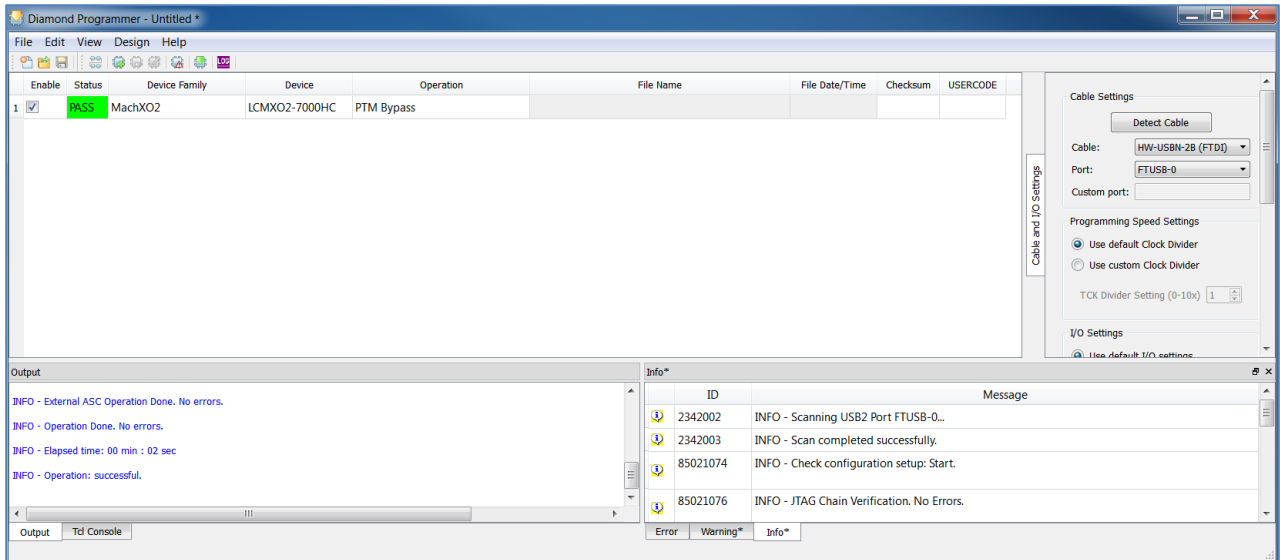 Diamond Programmer - Untitled *
File Edit View Design Help
LOG
Enable Status Device Family Device Operation File Name File Date/Time Checksum USERCODE
1 PASS MachXO2 LCMXO2-7000HC PTM Bypass
Cable and I/O Settings
Cable Settings
Detect Cable
Cable: HW-USBN-2B (FTDI)
Port: FTUSB-0
Custom port:
Programming Speed Settings
Use default Clock Divider
Use custom Clock Divider
TCK Divider Setting (0-10x) 1
I/O Settings
Use default I/O settings
Output
INFO - External ASC Operation Done. No errors.
INFO - Operation Done. No errors.
INFO - Elapsed time: 00 min : 02 sec
INFO - Operation: successful.
Output Tcl Console
Info*
ID Message
2342002 INFO - Scanning USB2 Port FTUSB-0...
2342003 INFO - Scan completed successfully.
85021074 INFO - Check configuration setup: Start.
85021076 INFO - JTAG Chain Verification. No Errors.
Error Warning* Info*